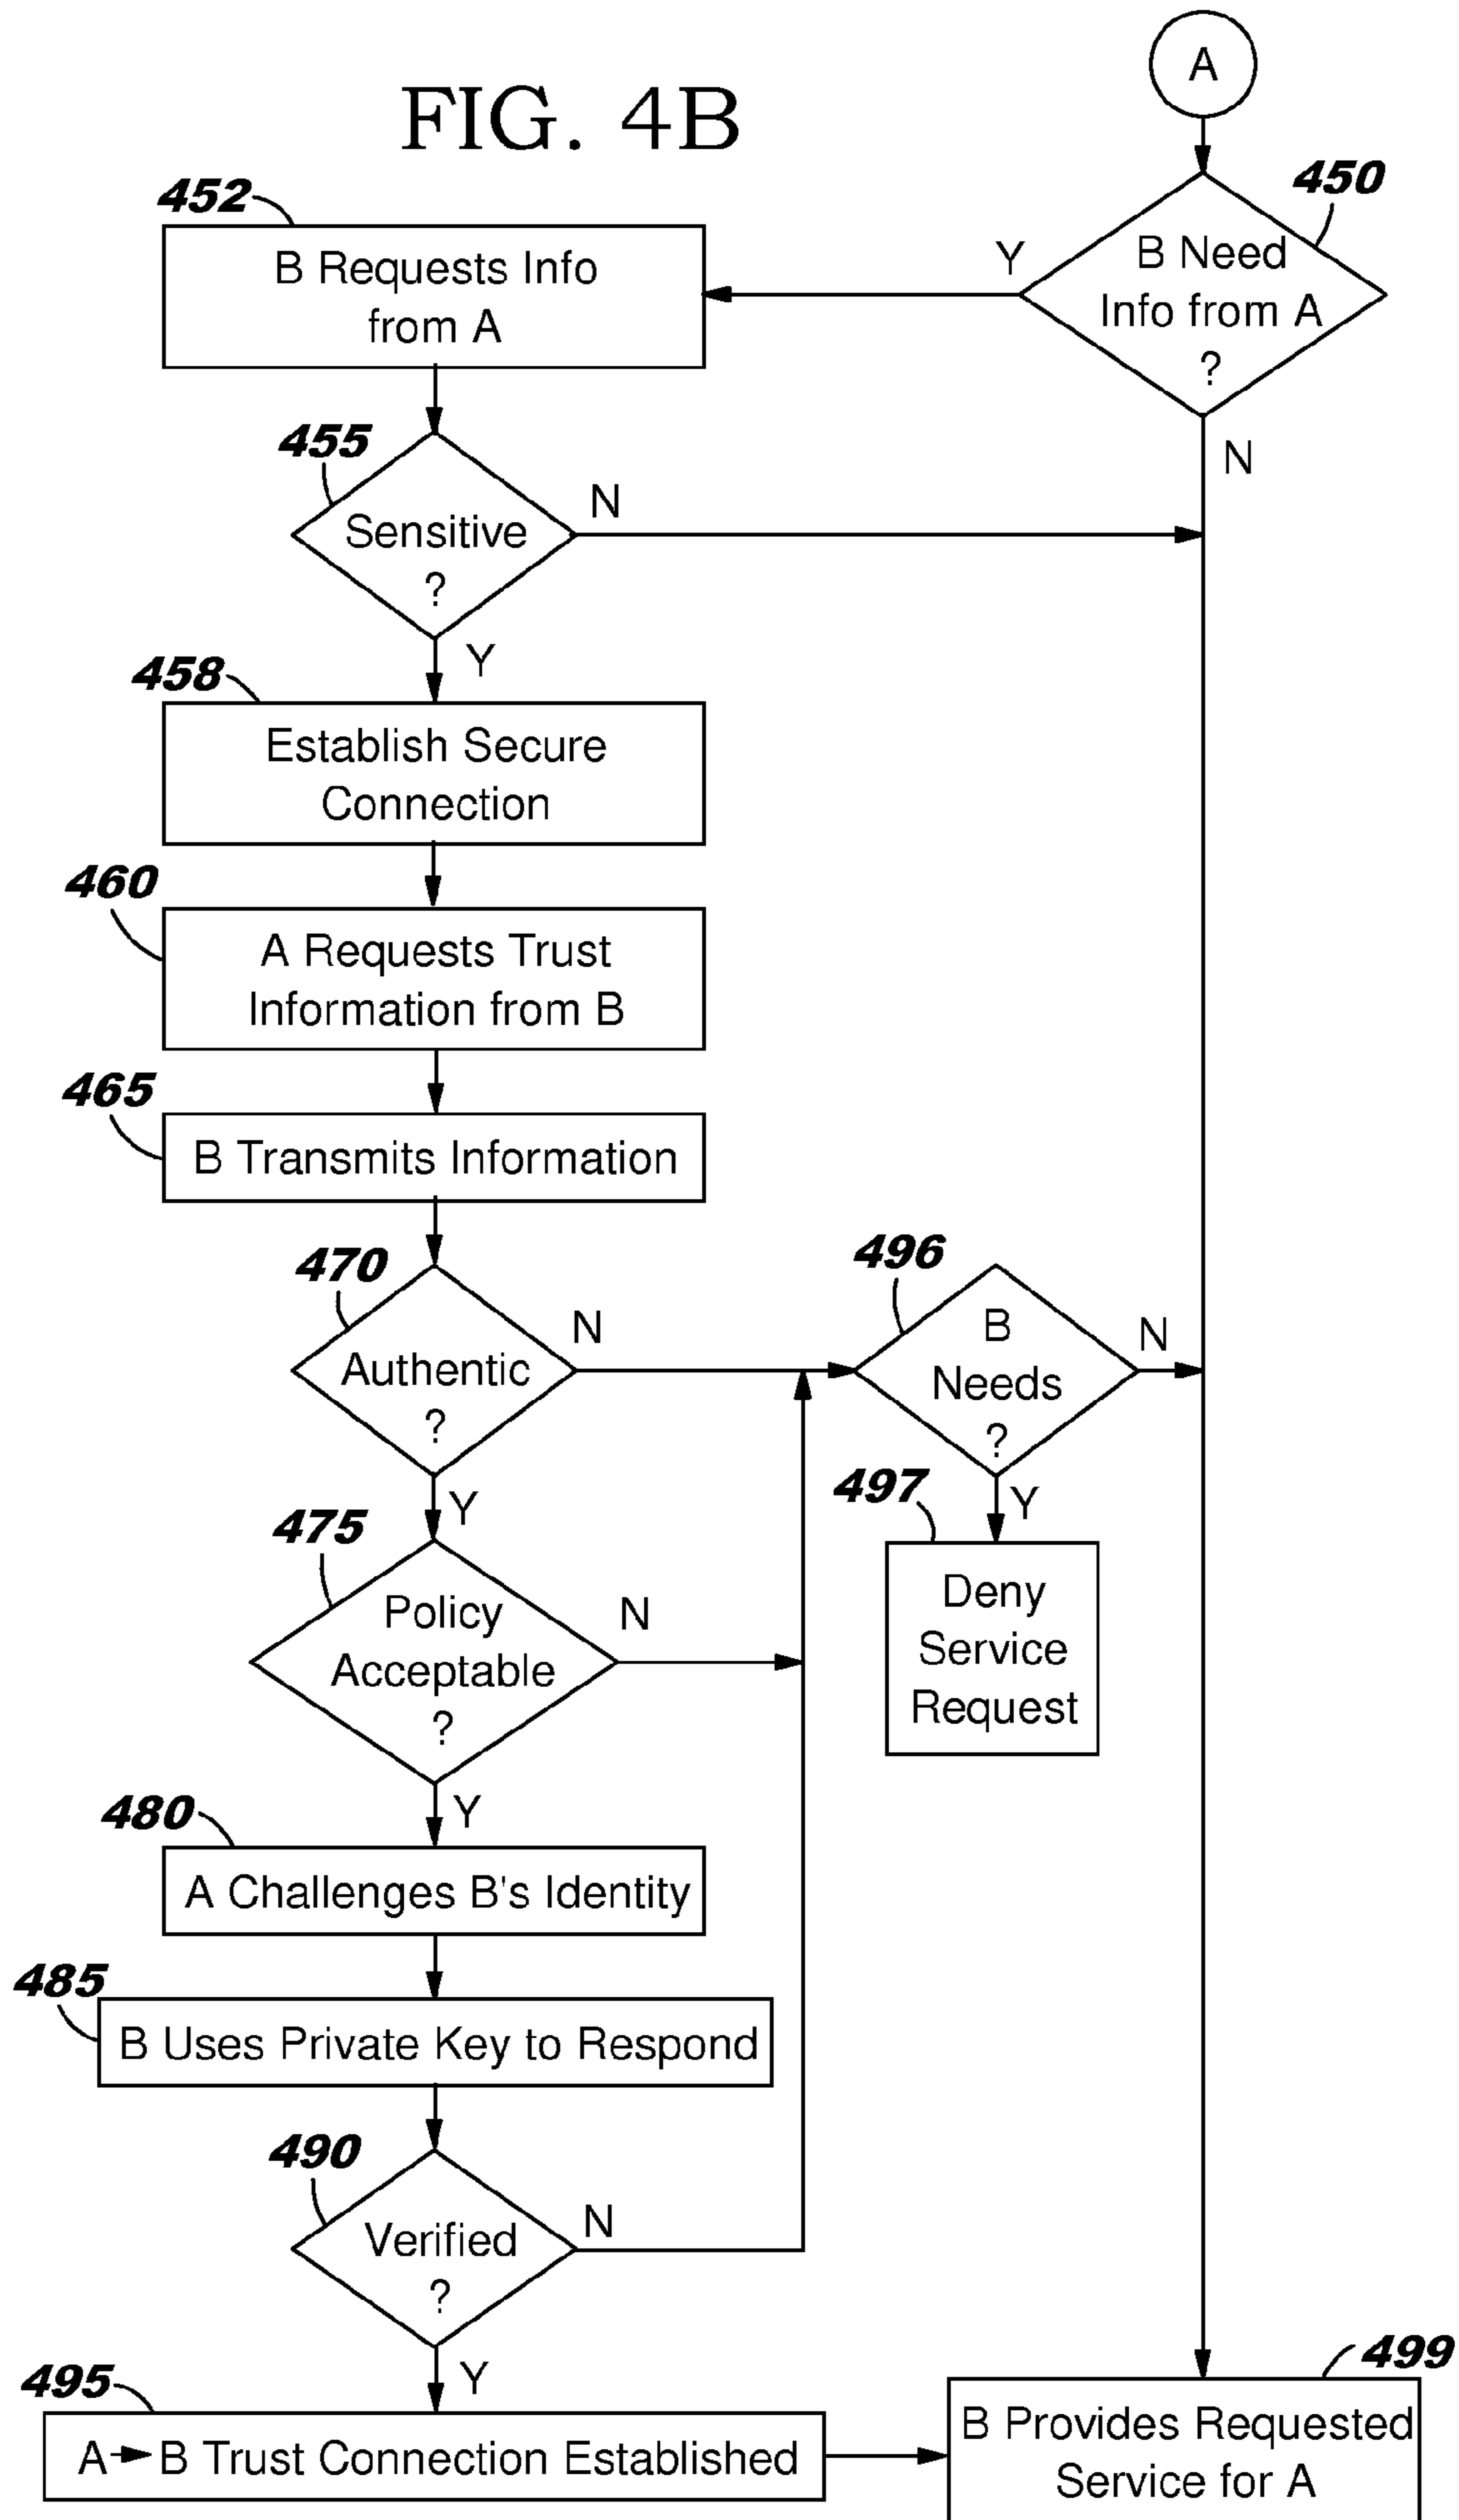 FIG. 4B
A
450
B Need
Info from A
?
Y
N
452
B Requests Info
from A
455
Sensitive
?
N
Y
458
Establish Secure
Connection
460
A Requests Trust
Information from B
465
B Transmits Information
470
Authentic
?
N
Y
496
B
Needs
?
N
Y
497
Deny
Service
Request
475
Policy
Acceptable
?
N
Y
480
A Challenges B's Identity
485
B Uses Private Key to Respond
490
Verified
?
N
Y
495
A→B Trust Connection Established
499
B Provides Requested
Service for A